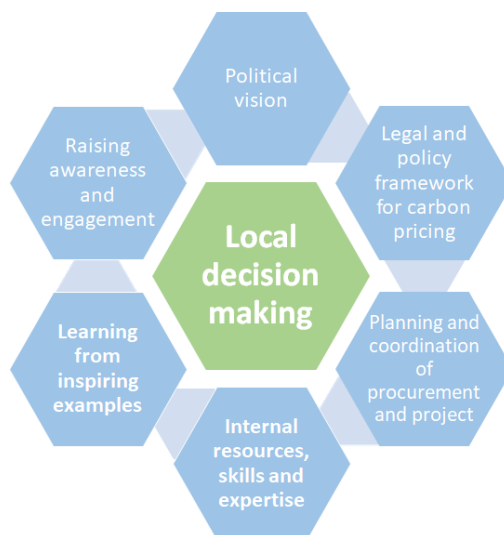 Political
vision
Legal and
policy
framework
for carbon
pricing
Planning and
coordination
of
procurement
and project
Internal
resources,
skills and
expertise
Learning
from
inspiring
examples
Raising
awareness
and
engagement
Local
decision
making